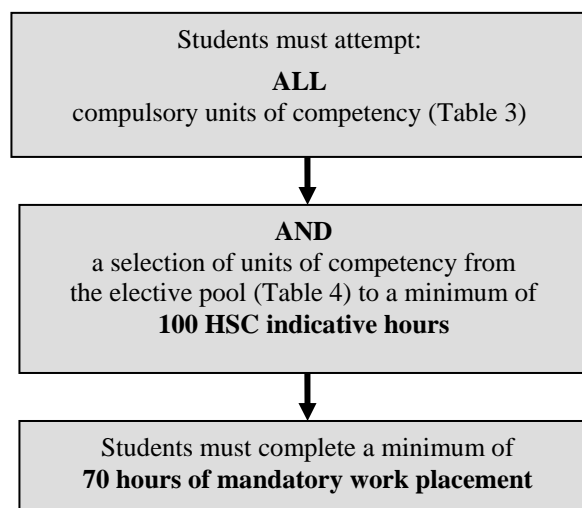 Students must attempt:
ALL
compulsory units of competency (Table 3)
AND
a selection of units of competency from
the elective pool (Table 4) to a minimum of
100 HSC indicative hours
Students must complete a minimum of
70 hours of mandatory work placement